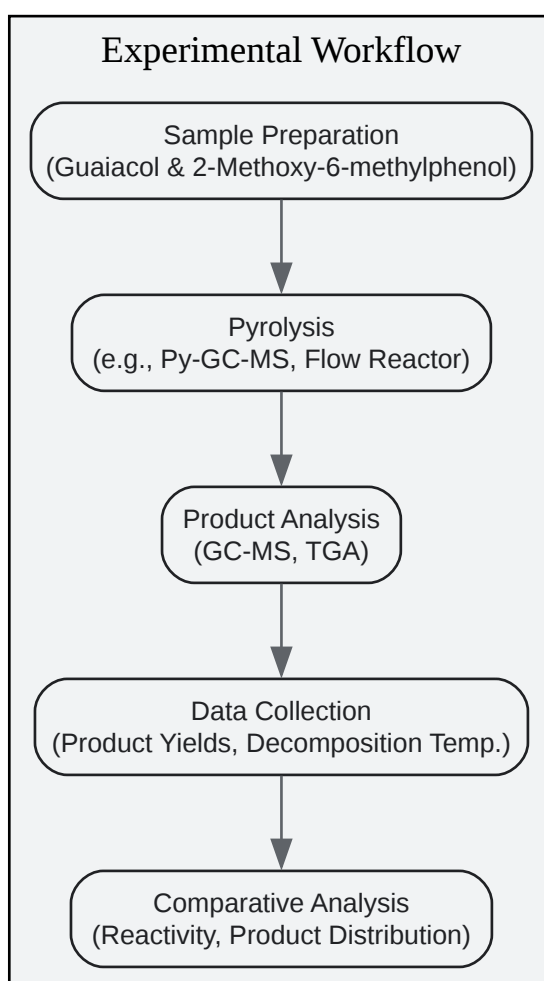 Experimental Workflow
Sample Preparation
(Guaiacol & 2-Methoxy-6-methylphenol)
Pyrolysis
(e.g., Py-GC-MS, Flow Reactor)
Product Analysis
(GC-MS, TGA)
Data Collection
(Product Yields, Decomposition Temp.)
Comparative Analysis
(Reactivity, Product Distribution)